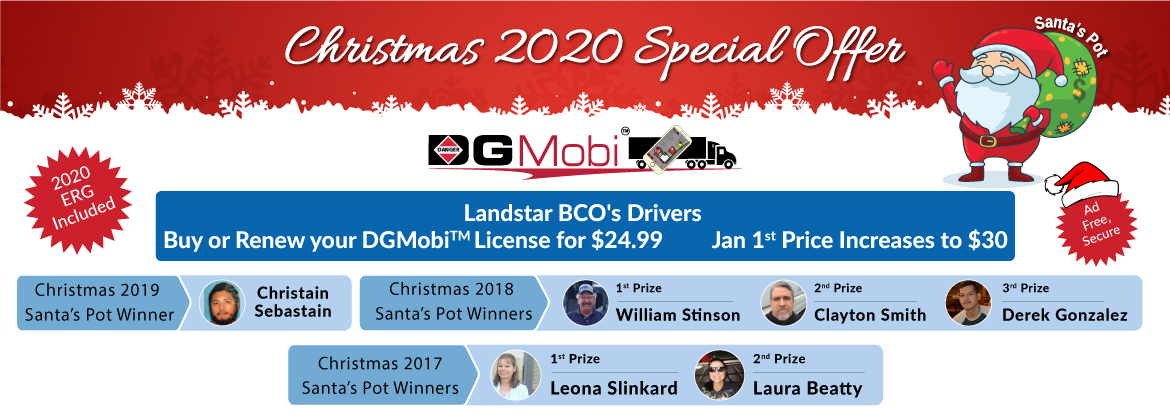 Christmas 2020 Special Offer
Santa's Pot
DANGER
DGMobi™
2020
ERG
Included
Landstar BCO's Drivers
Buy or Renew your DGMobi™ License for $24.99 Jan 1st Price Increases to $30
Ad
Free,
Secure
Christmas 2019
Santa's Pot Winner
Christain
Sebastain
Christmas 2018
Santa's Pot Winners
1st Prize
William Stinson
2nd Prize
Clayton Smith
3rd Prize
Derek Gonzalez
Christmas 2017
Santa's Pot Winners
1st Prize
Leona Slinkard
2nd Prize
Laura Beatty